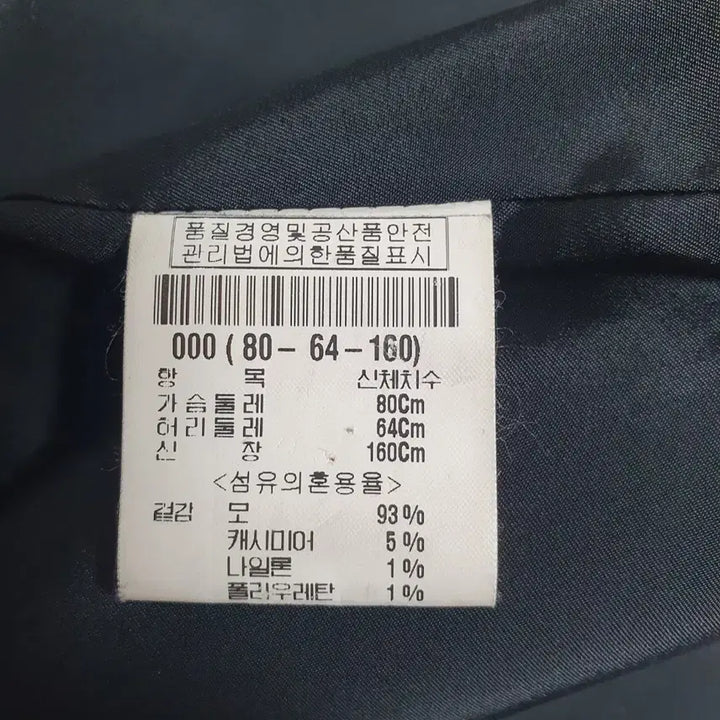 품질경영및공산품안전
관리법에의한품질표시
000 ( 80 - 64 - 160)
항 목 신체치수
가슴둘레 80Cm
허리둘레 64Cm
신 장 160Cm
<섬유의혼용율>
겉감 모 93%
캐시미어 5%
나일론 1%
폴리우레탄 1%